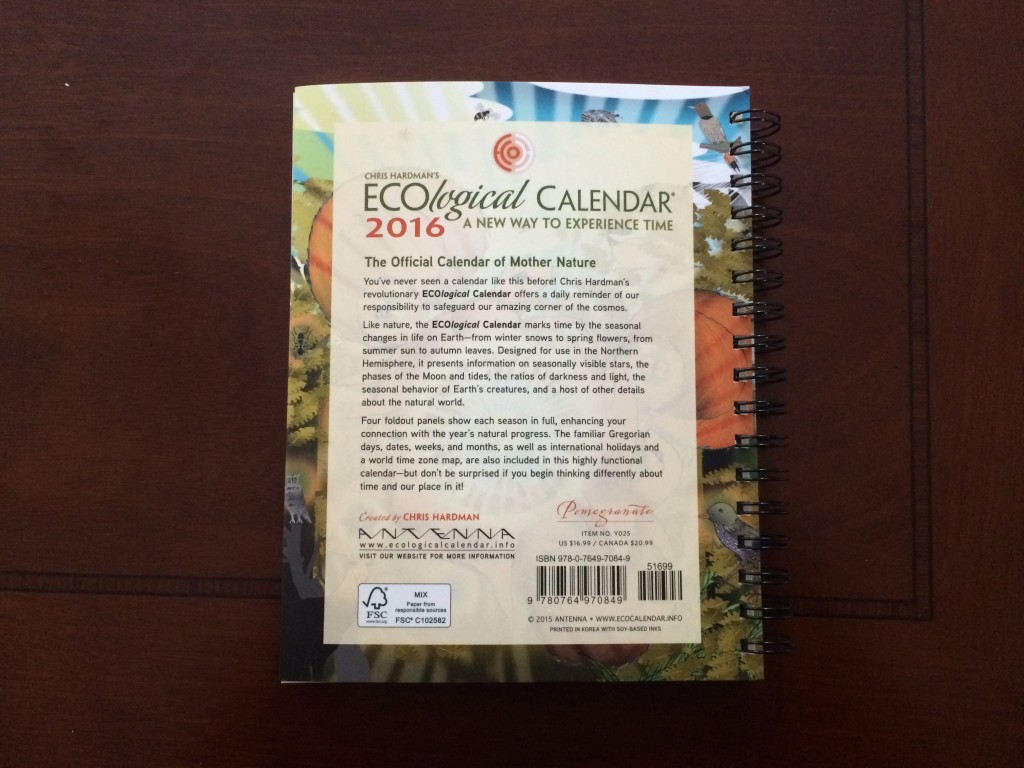 CHRIS HARDMAN'S
ECOlogical CALENDAR®
2016 A NEW WAY TO EXPERIENCE TIME
The Official Calendar of Mother Nature
You've never seen a calendar like this before! Chris Hardman's
revolutionary ECOlogical Calendar offers a daily reminder of our
responsibility to safeguard our amazing corner of the cosmos.
Like nature, the ECOlogical Calendar marks time by the seasonal
changes in life on Earth—from winter snows to spring flowers, from
summer sun to autumn leaves. Designed for use in the Northern
Hemisphere, it presents information on seasonally visible stars, the
phases of the Moon and tides, the ratios of darkness and light, the
seasonal behavior of Earth's creatures, and a host of other details
about the natural world.
Four foldout panels show each season in full, enhancing your
connection with the year's natural progress. The familiar Gregorian
days, dates, weeks, and months, as well as international holidays and
a world time zone map, are also included in this highly functional
calendar—but don't be surprised if you begin thinking differently about
time and our place in it!
Created by CHRIS HARDMAN
ANTENNA
www.ecologicalcalendar.info
VISIT OUR WEBSITE FOR MORE INFORMATION
Pomegranate
ITEM NO. Y025
US $16.99 / CANADA $20.99
ISBN 978-0-7649-7084-9
51699
9 780764 970849
FSC
www.fsc.org
MIX
Paper from
responsible sources
FSC® C102582
© 2015 ANTENNA • WWW.ECOCALENDAR.INFO
PRINTED IN KOREA WITH SOY-BASED INKS